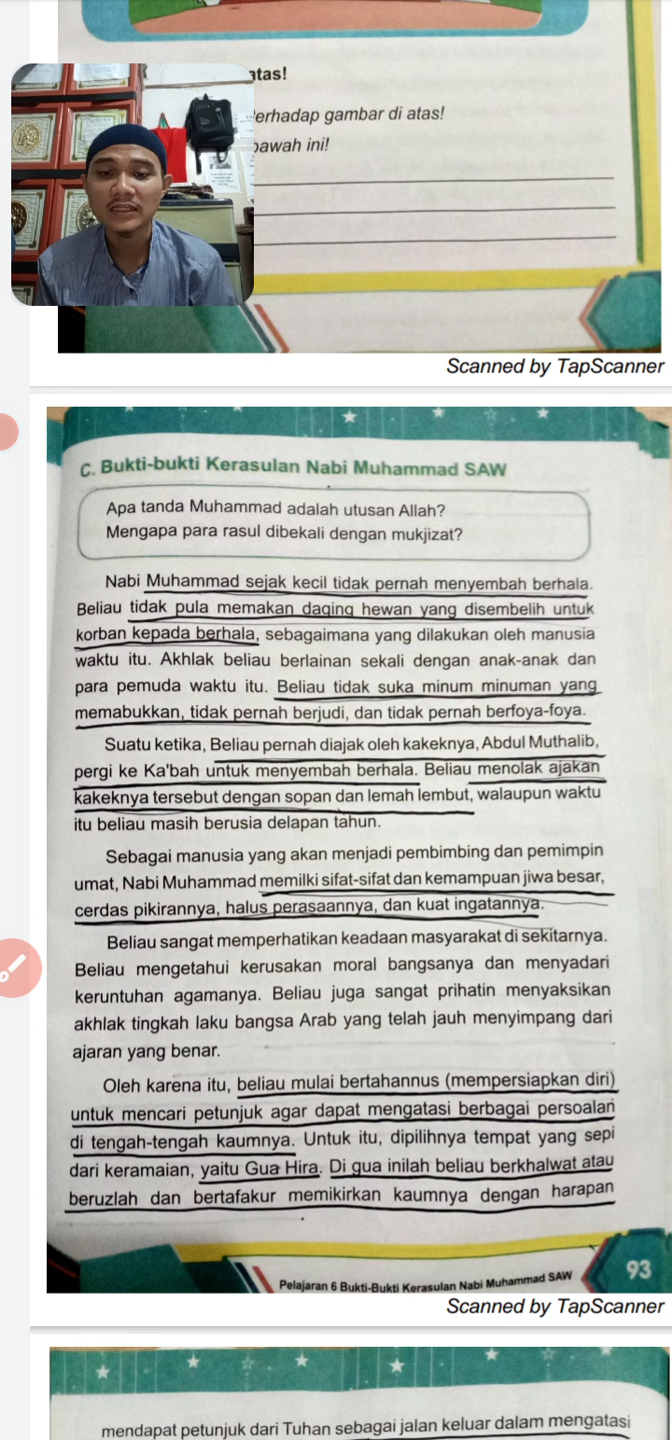 atas!
terhadap gambar di atas!
bawah ini!
Scanned by TapScanner
C. Bukti-bukti Kerasulan Nabi Muhammad SAW
Apa tanda Muhammad adalah utusan Allah?
Mengapa para rasul dibekali dengan mukjizat?
Nabi Muhammad sejak kecil tidak pernah menyembah berhala.
Beliau tidak pula memakan daging hewan yang disembelih untuk
korban kepada berhala, sebagaimana yang dilakukan oleh manusia
waktu itu. Akhlak beliau berlainan sekali dengan anak-anak dan
para pemuda waktu itu. Beliau tidak suka minum minuman yang
memabukkan, tidak pernah berjudi, dan tidak pernah berfoya-foya.
Suatu ketika, Beliau pernah diajak oleh kakeknya, Abdul Muthalib,
pergi ke Ka'bah untuk menyembah berhala. Beliau menolak ajakan
kakeknya tersebut dengan sopan dan lemah lembut, walaupun waktu
itu beliau masih berusia delapan tahun.
Sebagai manusia yang akan menjadi pembimbing dan pemimpin
umat, Nabi Muhammad memilki sifat-sifat dan kemampuan jiwa besar,
cerdas pikirannya, halus perasaannya, dan kuat ingatannya.
Beliau sangat memperhatikan keadaan masyarakat di sekitarnya.
Beliau mengetahui kerusakan moral bangsanya dan menyadari
keruntuhan agamanya. Beliau juga sangat prihatin menyaksikan
akhlak tingkah laku bangsa Arab yang telah jauh menyimpang dari
ajaran yang benar.
Oleh karena itu, beliau mulai bertahannus (mempersiapkan diri)
untuk mencari petunjuk agar dapat mengatasi berbagai persoalan
di tengah-tengah kaumnya. Untuk itu, dipilihnya tempat yang sepi
dari keramaian, yaitu Gua Hira. Di gua inilah beliau berkhalwat atau
beruzlah dan bertafakur memikirkan kaumnya dengan harapan
Pelajaran 6 Bukti-Bukti Kerasulan Nabi Muhammad SAW 93
Scanned by TapScanner
mendapat petunjuk dari Tuhan sebagai jalan keluar dalam mengatasi